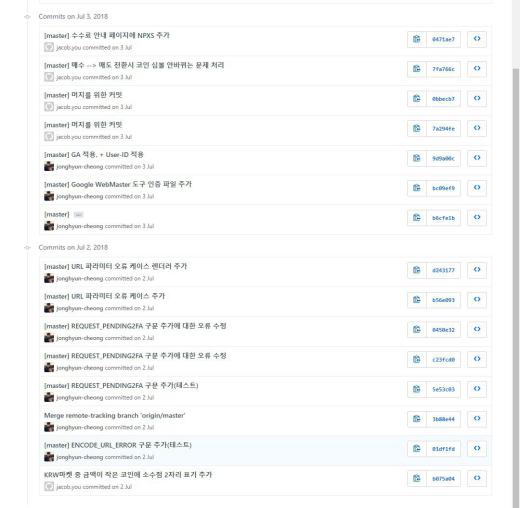 Commits on Jul 3, 2018
[master] 수수료 안내 페이지에 NPXS 추가
jacob.you committed on 3 Jul
0471ae7
[master] 매수 --> 매도 전환시 코인 심볼 안바뀌는 문제 처리
jacob.you committed on 3 Jul
7fa766c
[master] 머지를 위한 커밋
jacob.you committed on 3 Jul
0bbecb7
[master] 머지를 위한 커밋
jacob.you committed on 3 Jul
7a294fe
[master] GA 적용. + User-ID 적용
jonghyun-cheong committed on 3 Jul
9d9a06c
[master] Google WebMaster 도구 인증 파일 추가
jonghyun-cheong committed on 3 Jul
bc09ef9
[master] ...
jonghyun-cheong committed on 3 Jul
b6cfe1b
Commits on Jul 2, 2018
[master] URL 파라미터 오류 케이스 렌더러 추가
jonghyun-cheong committed on 2 Jul
d243177
[master] URL 파라미터 오류 케이스 추가
jonghyun-cheong committed on 2 Jul
b56e093
[master] REQUEST_PENDING2FA 구문 추가에 대한 오류 수정
jonghyun-cheong committed on 2 Jul
0450e32
[master] REQUEST_PENDING2FA 구문 추가에 대한 오류 수정
jonghyun-cheong committed on 2 Jul
c23fcd0
[master] REQUEST_PENDING2FA 구문 추가(테스트)
jonghyun-cheong committed on 2 Jul
5e53c03
Merge remote-tracking branch 'origin/master'
jonghyun-cheong committed on 2 Jul
3b88e44
[master] ENCODE_URL_ERROR 구문 추가(테스트)
jonghyun-cheong committed on 2 Jul
01df1fd
KRW마켓 중 금액이 작은 코인에 소수점 2자리 표기 추가
jacob.you committed on 2 Jul
b075a04